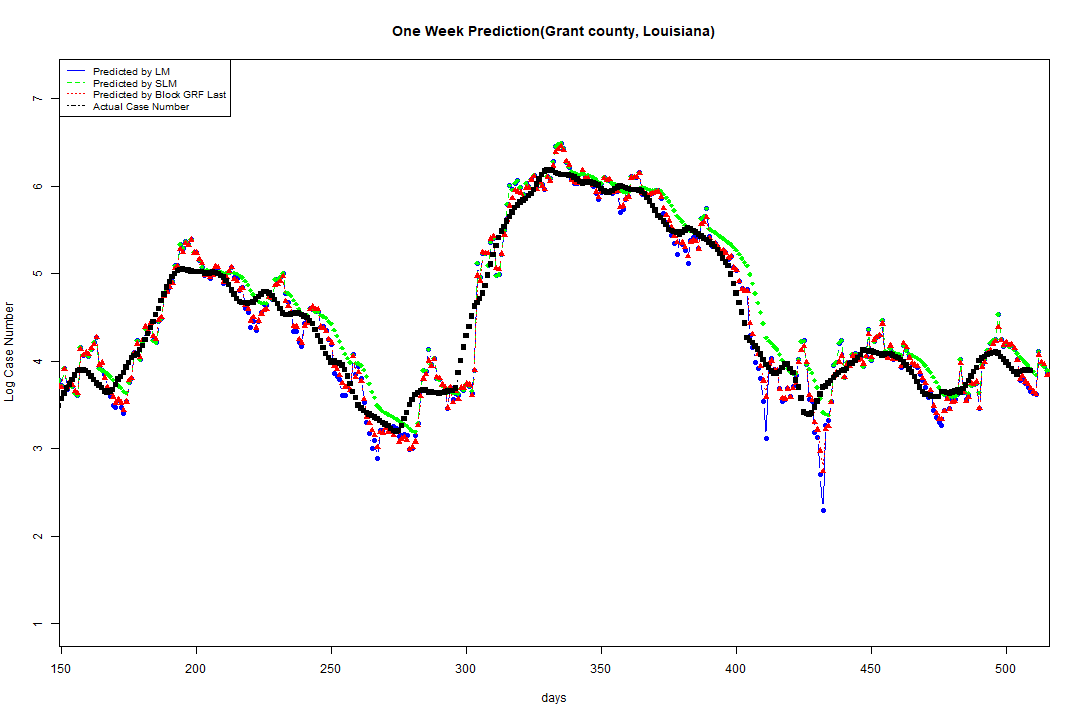 One Week Prediction(Grant county, Louisiana)
Predicted by LM
Predicted by SLM
Predicted by Block GRF Last
Actual Case Number
7
6
5
4
3
2
1
Log Case Number
150 200 250 300 350 400 450 500
days